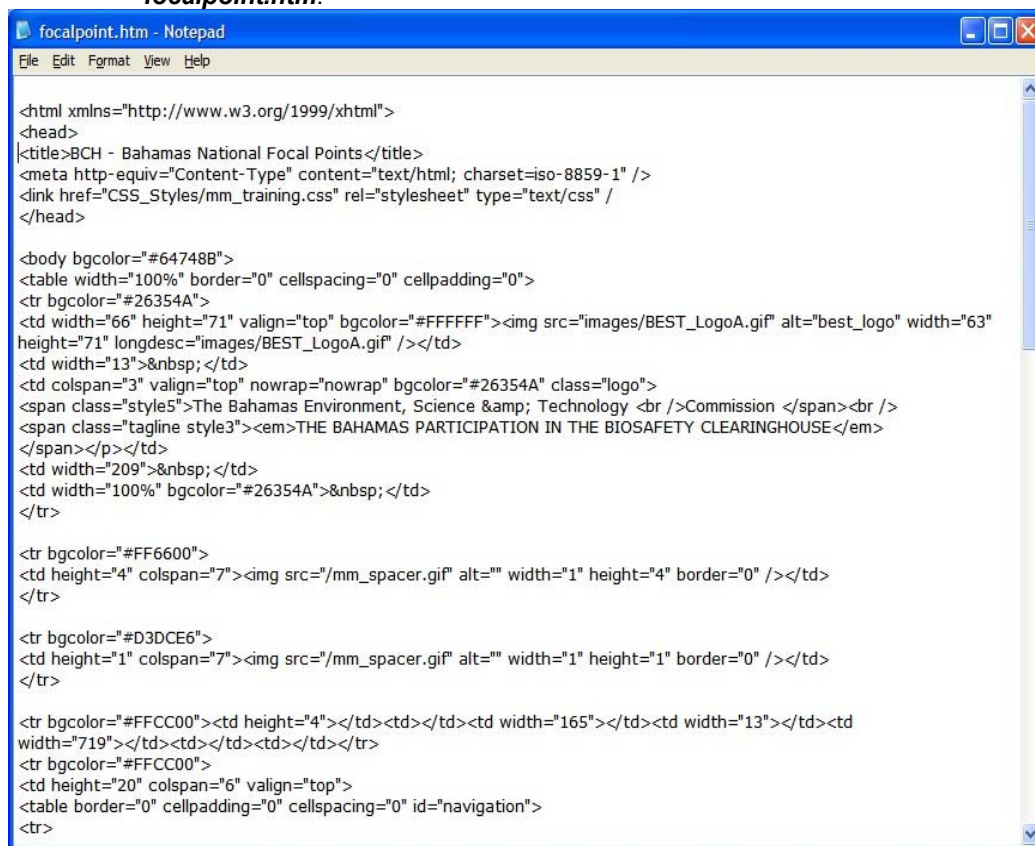 focalpoint.htm.
focalpoint.htm - Notepad
File Edit Format View Help
<html xmlns="http://www.w3.org/1999/xhtml">
<head>
<title>BCH - Bahamas National Focal Points</title>
<meta http-equiv="Content-Type" content="text/html; charset=iso-8859-1" />
<link href="CSS_Styles/mm_training.css" rel="stylesheet" type="text/css" /
</head>
<body bgcolor="#64748B">
<table width="100%" border="0" cellspacing="0" cellpadding="0">
<tr bgcolor="#26354A">
<td width="66" height="71" valign="top" bgcolor="#FFFFFF"><img src="images/BEST_LogoA.gif" alt="best_logo" width="63"
height="71" longdesc="images/BEST_LogoA.gif" /></td>
<td width="13">&nbsp;</td>
<td colspan="3" valign="top" nowrap="nowrap" bgcolor="#26354A" class="logo">
<span class="style5">The Bahamas Environment, Science &amp; Technology <br />Commission </span><br />
<span class="tagline style3"><em>THE BAHAMAS PARTICIPATION IN THE BIOSAFETY CLEARINGHOUSE</em>
</span></p></td>
<td width="209">&nbsp;</td>
<td width="100%" bgcolor="#26354A">&nbsp;</td>
</tr>
<tr bgcolor="#FF6600">
<td height="4" colspan="7"><img src="/mm_spacer.gif" alt="" width="1" height="4" border="0" /></td>
</tr>
<tr bgcolor="#D3DCE6">
<td height="1" colspan="7"><img src="/mm_spacer.gif" alt="" width="1" height="1" border="0" /></td>
</tr>
<tr bgcolor="#FFCC00"><td height="4"></td><td></td><td width="165"></td><td width="13"></td><td
width="719"></td><td></td><td></td></tr>
<tr bgcolor="#FFCC00">
<td height="20" colspan="6" valign="top">
<table border="0" cellpadding="0" cellspacing="0" id="navigation">
<tr>